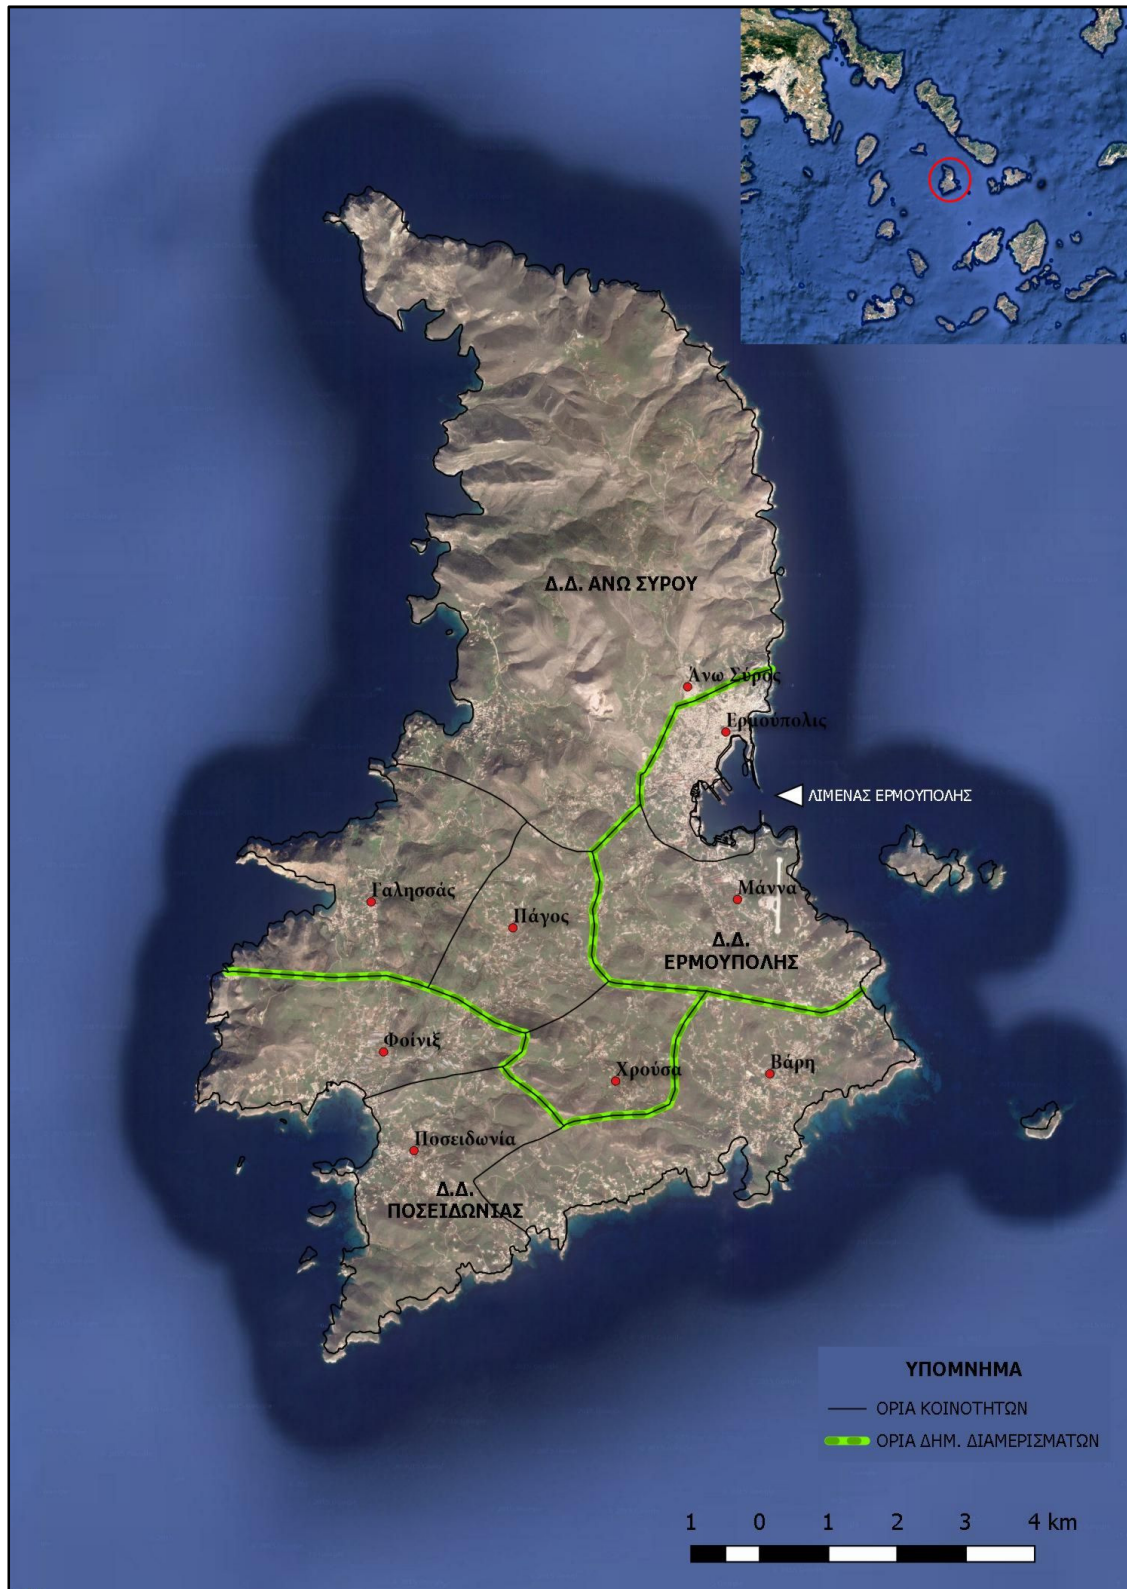 Δ.Δ. ΑΝΩ ΣΥΡΟΥ
Άνω Σύρος
Ερμούπολις
ΛΙΜΕΝΑΣ ΕΡΜΟΥΠΟΛΗΣ
Γαλησσάς
Μάννα
Πάγος
Δ.Δ.
ΕΡΜΟΥΠΟΛΗΣ
Φοίνιξ
Χρούσα
Βάρη
Ποσειδωνία
Δ.Δ.
ΠΟΣΕΙΔΩΝΙΑΣ
ΥΠΟΜΝΗΜΑ
ΟΡΙΑ ΚΟΙΝΟΤΗΤΩΝ
ΟΡΙΑ ΔΗΜ. ΔΙΑΜΕΡΙΣΜΑΤΩΝ
1 0 1 2 3 4 km